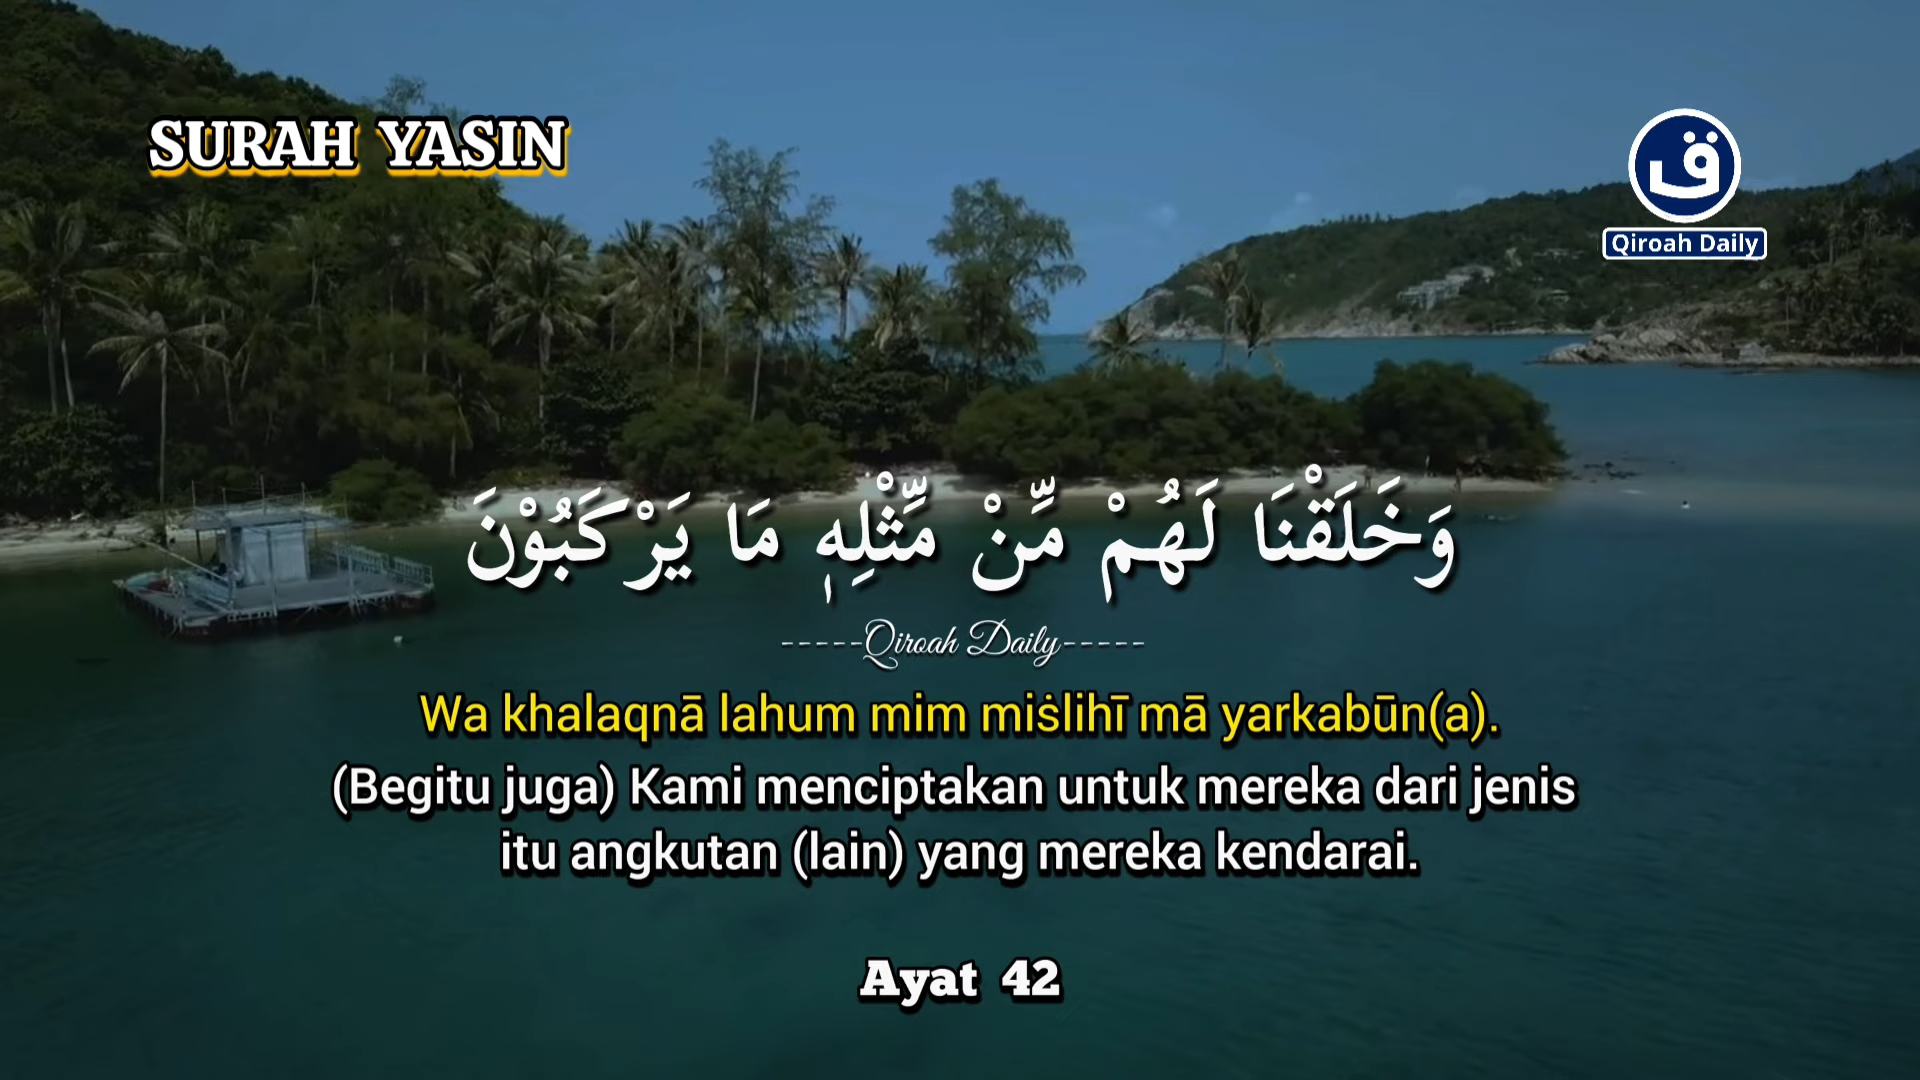 SURAH YASIN
ق
Qiroah Daily
وَخَلَقْنَا لَهُمْ مِّنْ مِّثْلِهٖ مَا يَرْكَبُوْنَ
-----Qiroah Daily-----
Wa khalaqnā lahum mim miṡlihī mā yarkabūn(a).
(Begitu juga) Kami menciptakan untuk mereka dari jenis
itu angkutan (lain) yang mereka kendarai.
Ayat 42